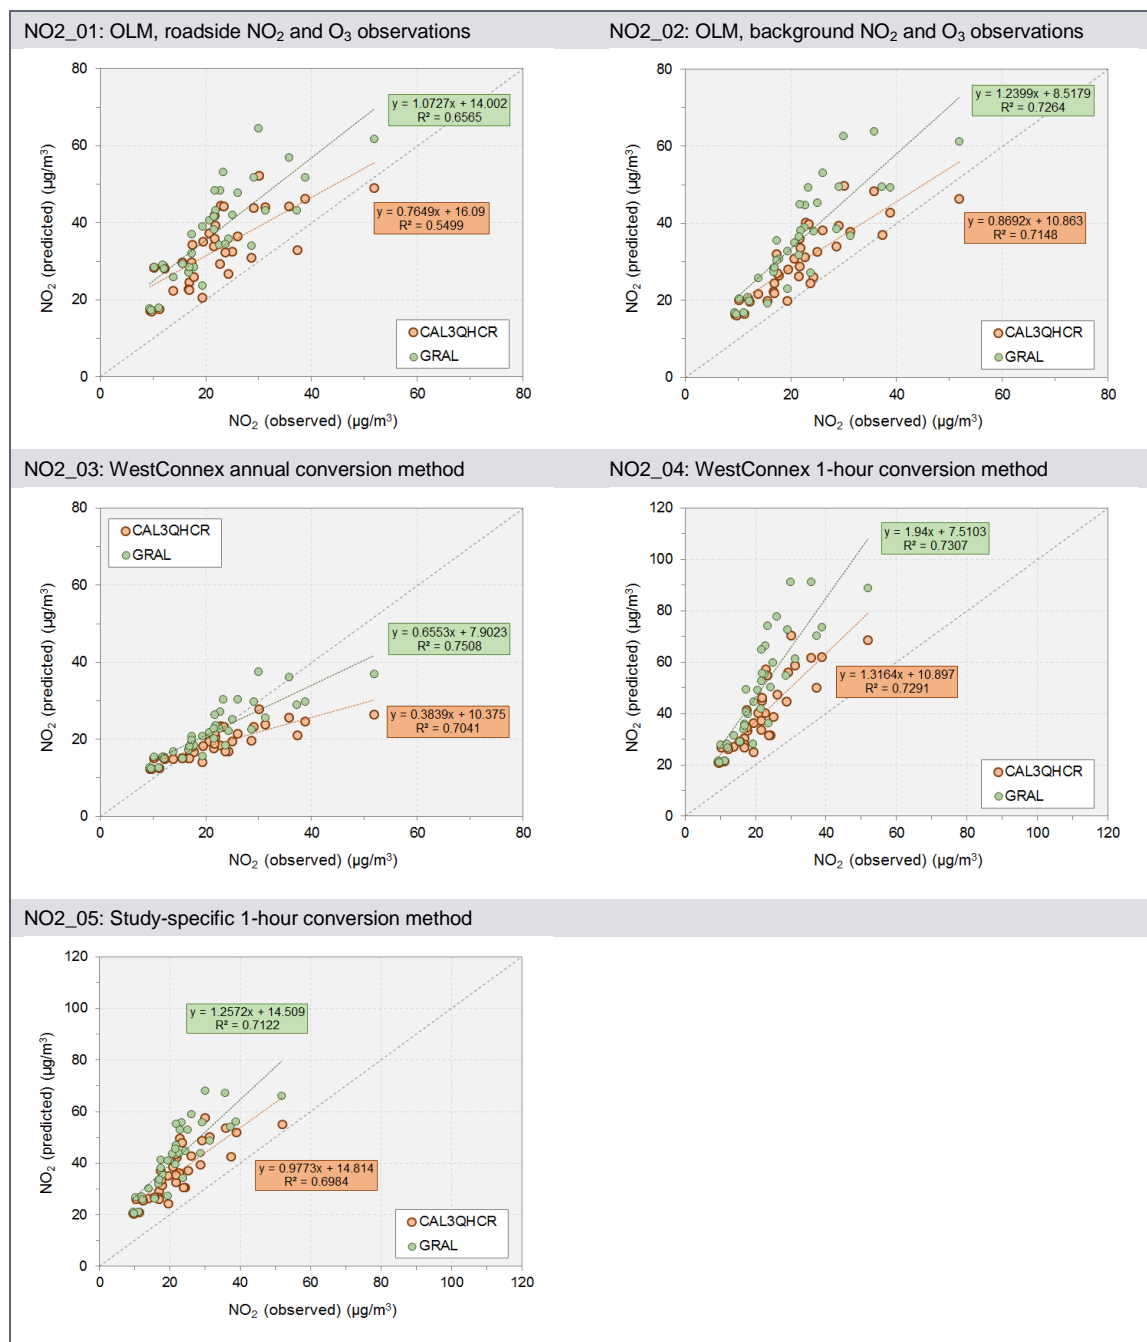 NO2_01: OLM, roadside NO₂ and O₃ observations
NO₂ (predicted) (µg/m³)
80
60
40
20
0
y = 1.0727x + 14.002
R² = 0.6565
y = 0.7649x + 16.09
R² = 0.5499
CAL3QHCR
GRAL
0 20 40 60 80
NO₂ (observed) (µg/m³)
NO2_02: OLM, background NO₂ and O₃ observations
NO₂ (predicted) (µg/m³)
80
60
40
20
0
y = 1.2399x + 8.5179
R² = 0.7264
y = 0.8692x + 10.863
R² = 0.7148
CAL3QHCR
GRAL
0 20 40 60 80
NO₂ (observed) (µg/m³)
NO2_03: WestConnex annual conversion method
NO₂ (predicted) (µg/m³)
80
60
40
20
0
CAL3QHCR
GRAL
y = 0.6553x + 7.9023
R² = 0.7508
y = 0.3839x + 10.375
R² = 0.7041
0 20 40 60 80
NO₂ (observed) (µg/m³)
NO2_04: WestConnex 1-hour conversion method
NO₂ (predicted) (µg/m³)
120
100
80
60
40
20
0
y = 1.94x + 7.5103
R² = 0.7307
y = 1.3164x + 10.897
R² = 0.7291
CAL3QHCR
GRAL
0 20 40 60 80 100 120
NO₂ (observed) (µg/m³)
NO2_05: Study-specific 1-hour conversion method
NO₂ (predicted) (µg/m³)
120
100
80
60
40
20
0
y = 1.2572x + 14.509
R² = 0.7122
y = 0.9773x + 14.814
R² = 0.6984
CAL3QHCR
GRAL
0 20 40 60 80 100 120
NO₂ (observed) (µg/m³)